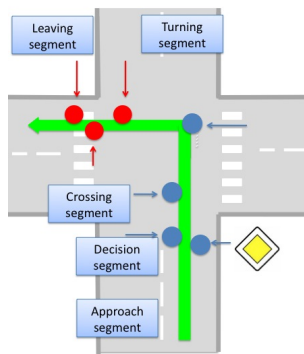 Leaving
segment
Turning
segment
Crossing
segment
Decision
segment
Approach
segment